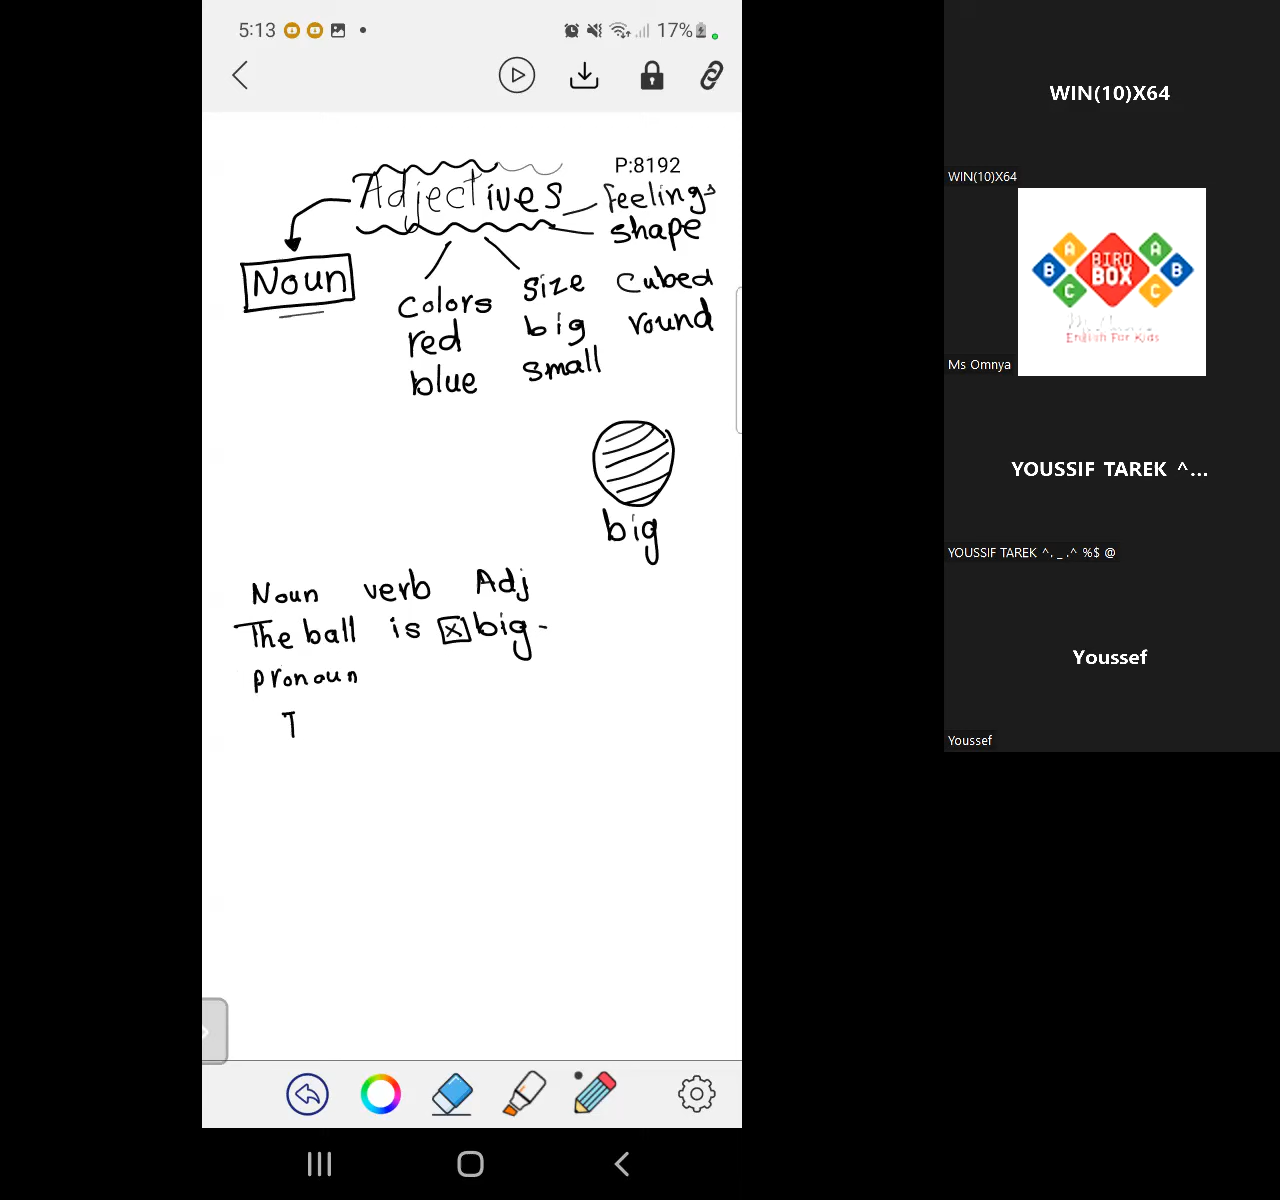 5:13
17%
P:8192
Adjectives
feelings
shape
Noun
colors
red
blue
size
big
small
cubed
round
big
Noun verb Adj
The ball is x big.
pronoun
WIN(10)X64
WIN(10)X64
A
B
C
BIRD
BOX
A
B
C
English For Kids
Ms Omnya
YOUSSIF TAREK ^...
YOUSSIF TAREK ^. _ .^ %$ @
Youssef
Youssef